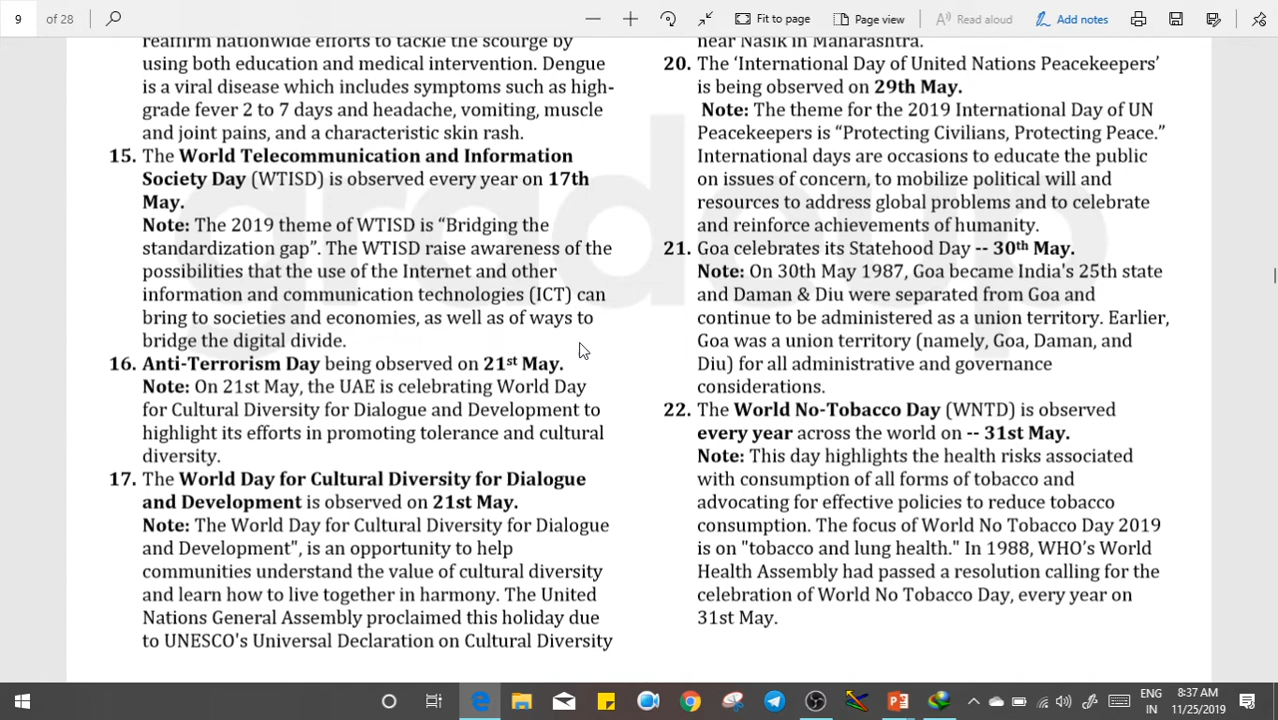 9 of 28
Fit to page
Page view
Read aloud
Add notes
reaffirm nationwide efforts to tackle the scourge by
using both education and medical intervention. Dengue
is a viral disease which includes symptoms such as high-
grade fever 2 to 7 days and headache, vomiting, muscle
and joint pains, and a characteristic skin rash.
15. The World Telecommunication and Information
Society Day (WTISD) is observed every year on 17th
May.
Note: The 2019 theme of WTISD is “Bridging the
standardization gap”. The WTISD raise awareness of the
possibilities that the use of the Internet and other
information and communication technologies (ICT) can
bring to societies and economies, as well as of ways to
bridge the digital divide.
16. Anti-Terrorism Day being observed on 21st May.
Note: On 21st May, the UAE is celebrating World Day
for Cultural Diversity for Dialogue and Development to
highlight its efforts in promoting tolerance and cultural
diversity.
17. The World Day for Cultural Diversity for Dialogue
and Development is observed on 21st May.
Note: The World Day for Cultural Diversity for Dialogue
and Development", is an opportunity to help
communities understand the value of cultural diversity
and learn how to live together in harmony. The United
Nations General Assembly proclaimed this holiday due
to UNESCO's Universal Declaration on Cultural Diversity
near Nasik in Maharashtra.
20. The ‘International Day of United Nations Peacekeepers’
is being observed on 29th May.
Note: The theme for the 2019 International Day of UN
Peacekeepers is “Protecting Civilians, Protecting Peace.”
International days are occasions to educate the public
on issues of concern, to mobilize political will and
resources to address global problems and to celebrate
and reinforce achievements of humanity.
21. Goa celebrates its Statehood Day -- 30th May.
Note: On 30th May 1987, Goa became India's 25th state
and Daman & Diu were separated from Goa and
continue to be administered as a union territory. Earlier,
Goa was a union territory (namely, Goa, Daman, and
Diu) for all administrative and governance
considerations.
22. The World No-Tobacco Day (WNTD) is observed
every year across the world on -- 31st May.
Note: This day highlights the health risks associated
with consumption of all forms of tobacco and
advocating for effective policies to reduce tobacco
consumption. The focus of World No Tobacco Day 2019
is on "tobacco and lung health." In 1988, WHO’s World
Health Assembly had passed a resolution calling for the
celebration of World No Tobacco Day, every year on
31st May.
gradeup
ENG
IN
8:37 AM
11/25/2019